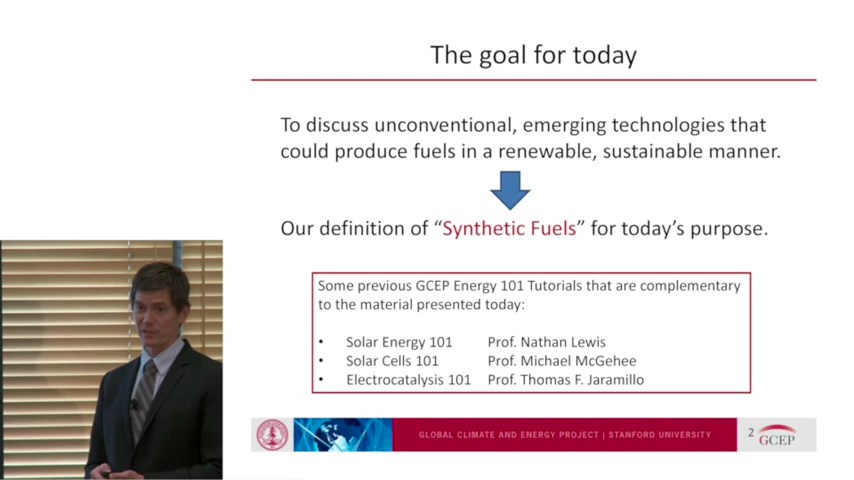 The goal for today
To discuss unconventional, emerging technologies that
could produce fuels in a renewable, sustainable manner.
Our definition of “Synthetic Fuels” for today’s purpose.
Some previous GCEP Energy 101 Tutorials that are complementary
to the material presented today:
• Solar Energy 101 Prof. Nathan Lewis
• Solar Cells 101 Prof. Michael McGehee
• Electrocatalysis 101 Prof. Thomas F. Jaramillo
GLOBAL CLIMATE AND ENERGY PROJECT | STANFORD UNIVERSITY
2
GCEP